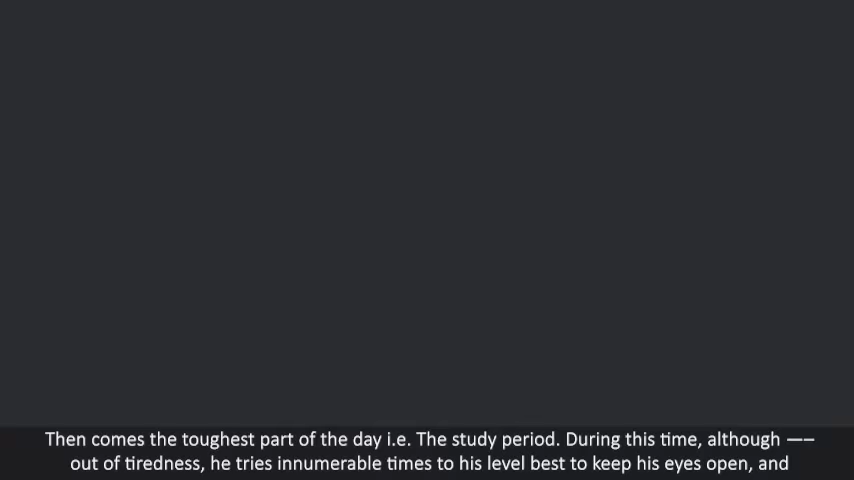 Then comes the toughest part of the day i.e. The study period. During this time, although —–
out of tiredness, he tries innumerable times to his level best to keep his eyes open, and